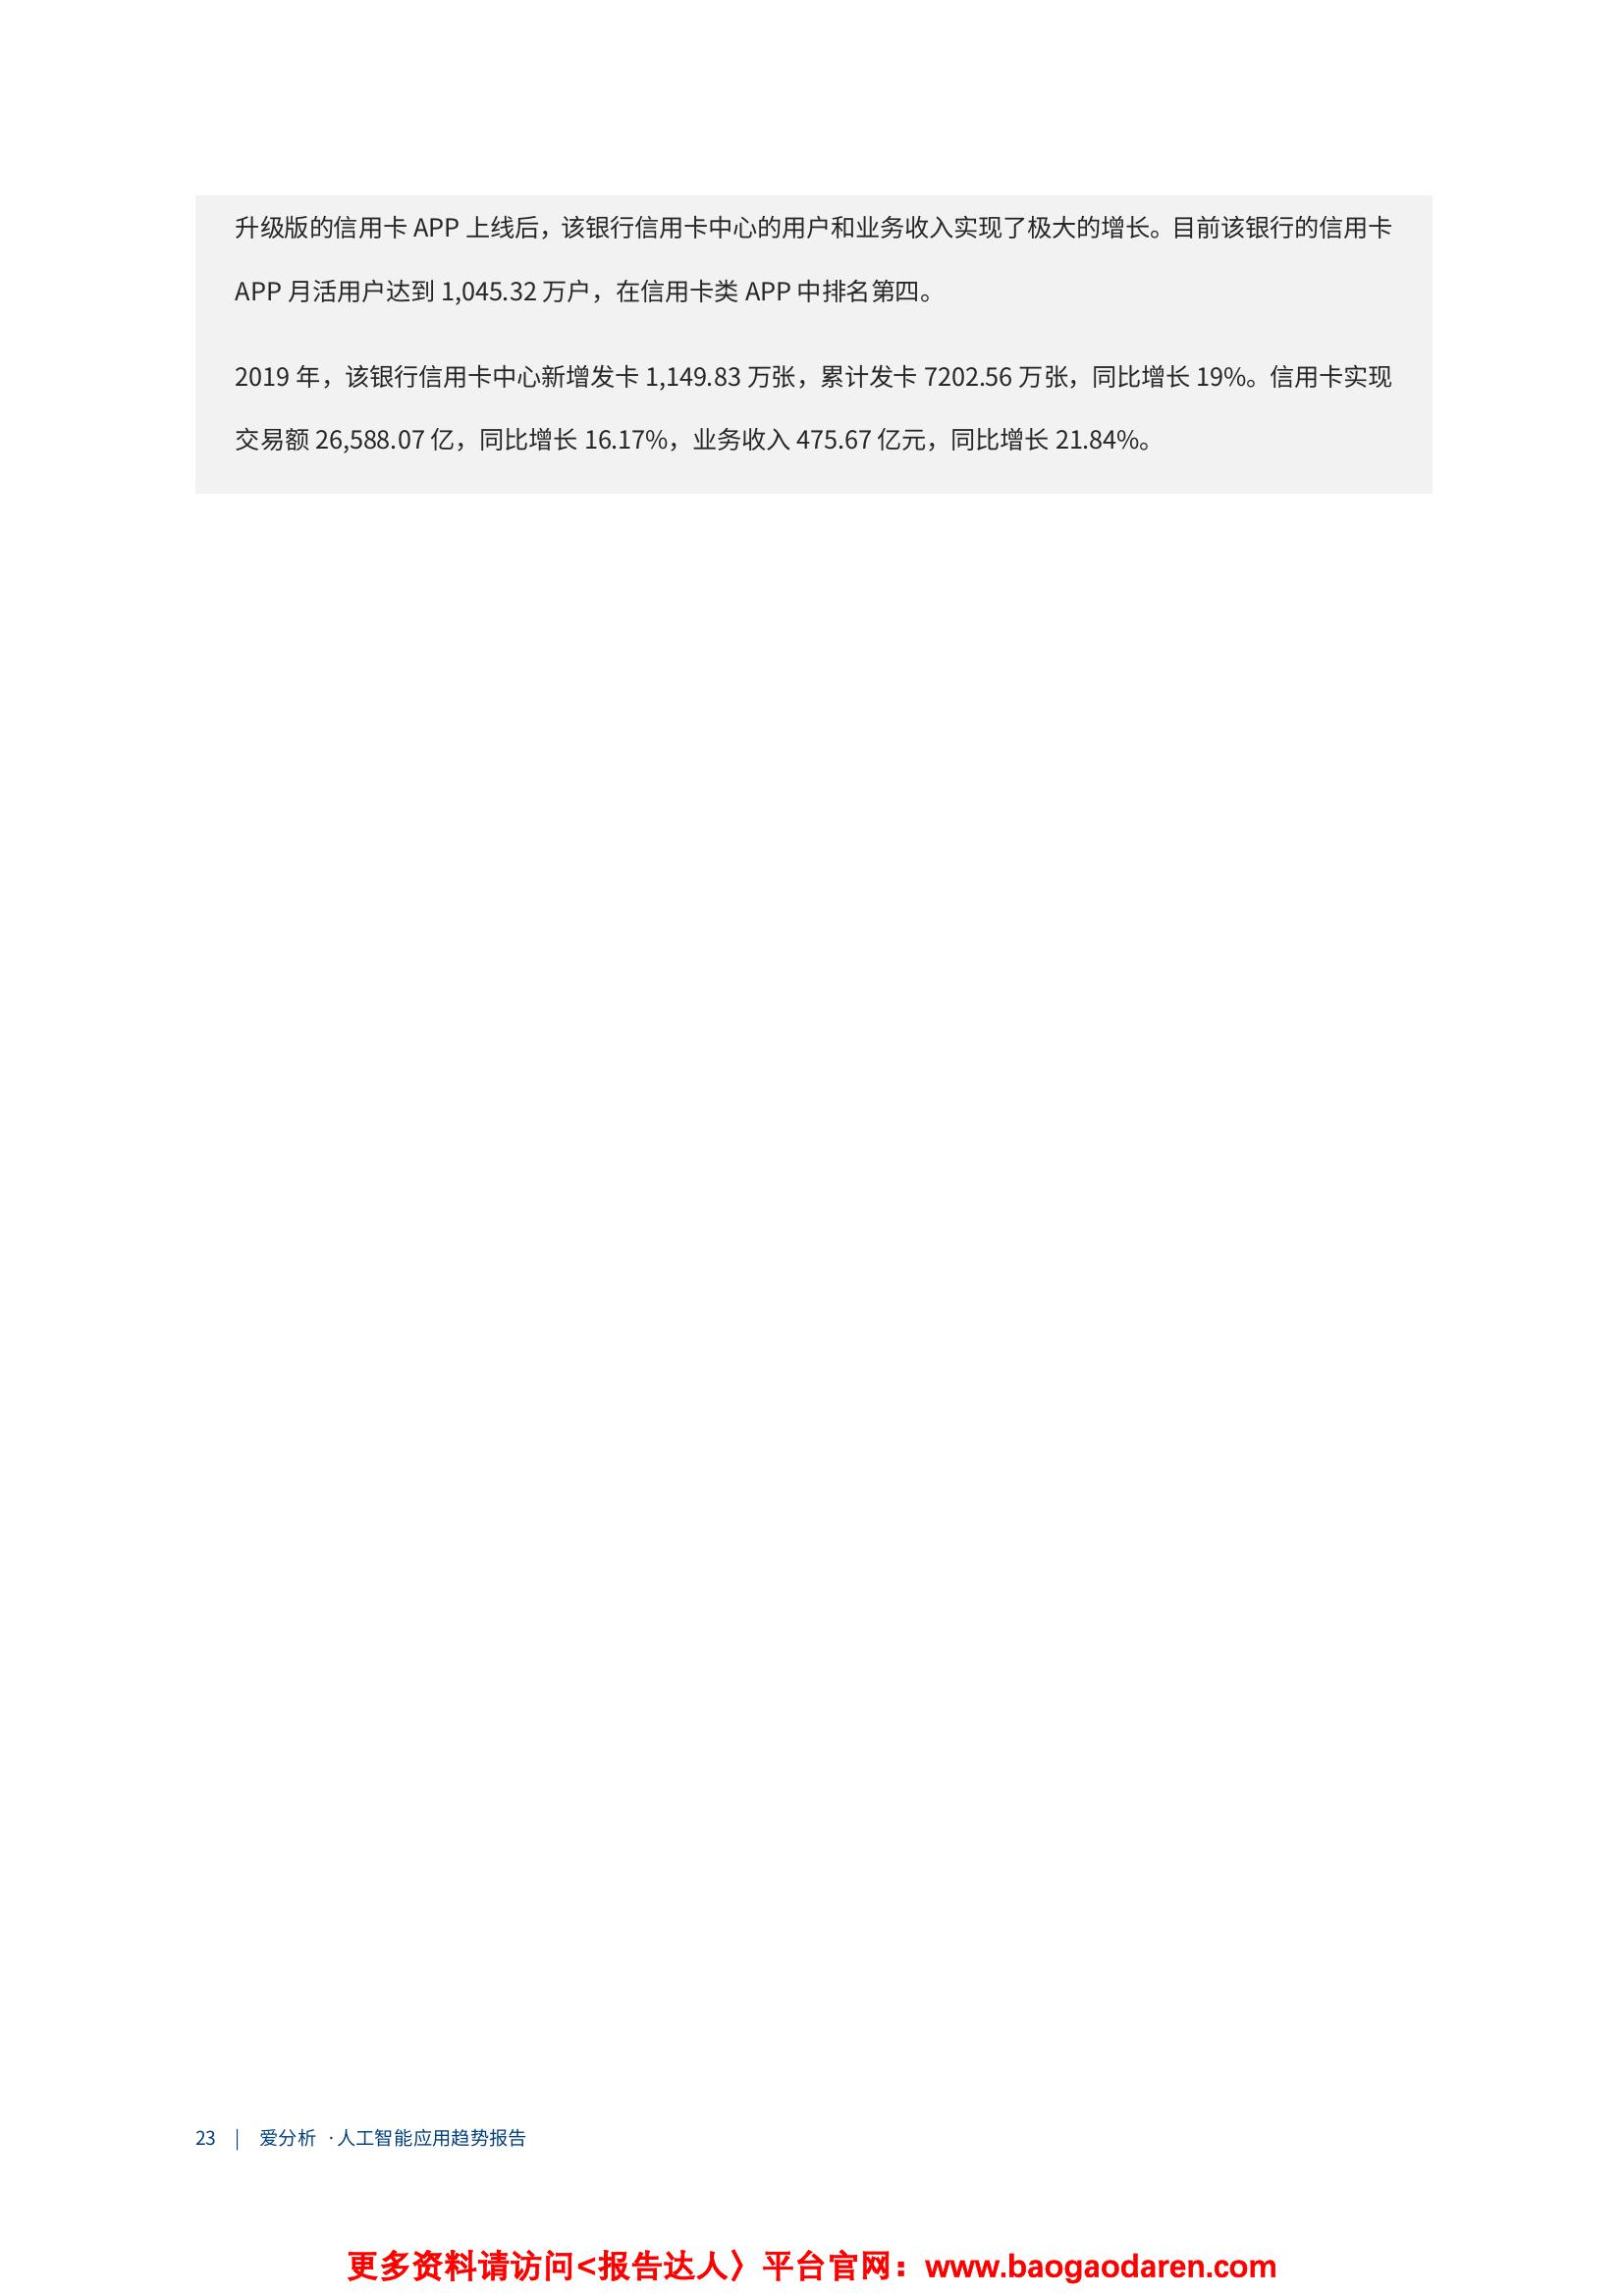 升级版的信用卡 APP 上线后，该银行信用卡中心的用户和业务收入实现了极大的增长。目前该银行的信用卡
APP 月活用户达到 1,045.32 万户，在信用卡类 APP 中排名第四。
2019 年，该银行信用卡中心新增发卡 1,149.83 万张，累计发卡 7202.56 万张，同比增长 19%。信用卡实现
交易额 26,588.07 亿，同比增长 16.17%，业务收入 475.67 亿元，同比增长 21.84%。
23 | 爱分析 ·人工智能应用趋势报告
更多资料请访问<报告达人〉平台官网：www.baogaodaren.com